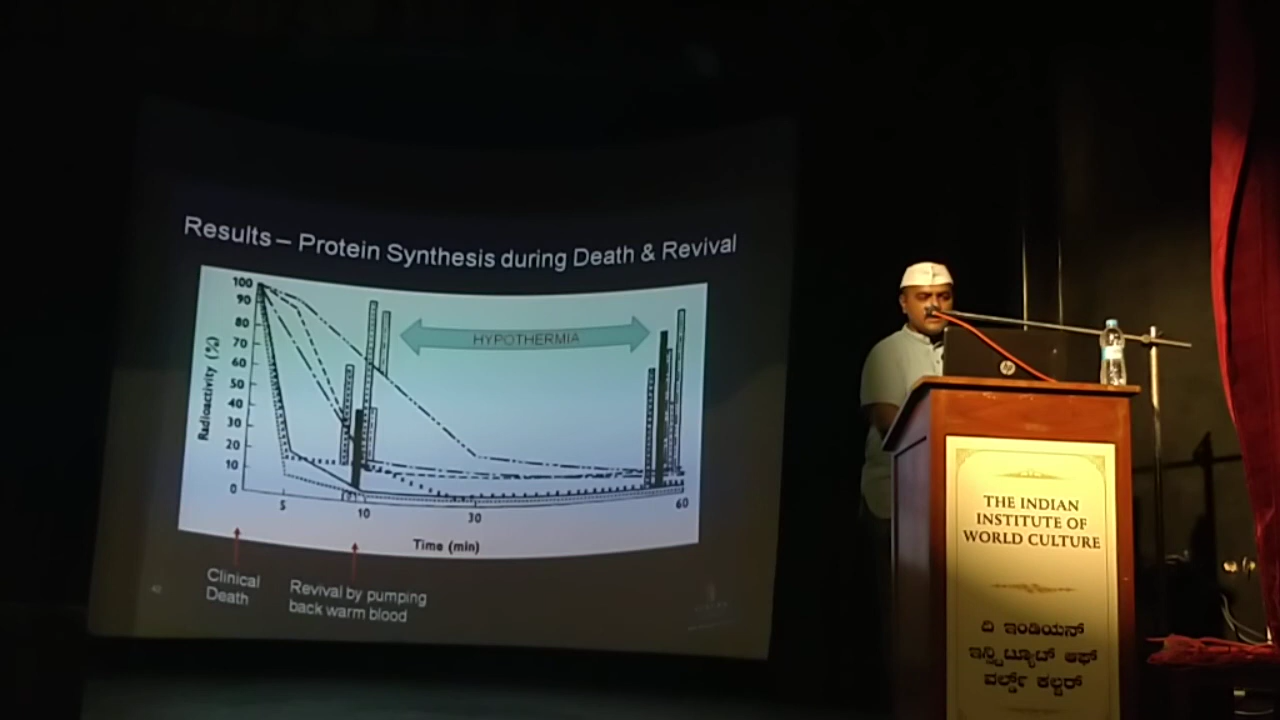 Results – Protein Synthesis during Death & Revival
100
90
80
70
60
50
40
30
20
10
0
Radioactivity (%)
HYPOTHERMIA
5
10
30
60
Time (min)
Clinical
Death
Revival by pumping
back warm blood
hp
THE INDIAN
INSTITUTE OF
WORLD CULTURE
ದಿ ಇಂಡಿಯನ್
ಇನ್ಸ್ಟಿಟ್ಯೂಟ್ ಆಫ್
ವರ್ಲ್ಡ್ ಕಲ್ಚರ್